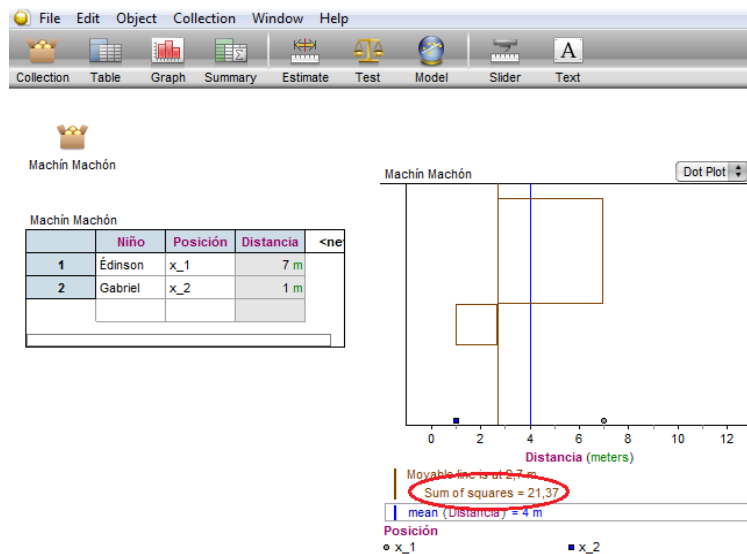 File Edit Object Collection Window Help
Collection Table Graph Summary Estimate Test Model Slider Text
A
Machín Machón
Machín Machón
Niño Posición Distancia <ne
1 Édinson x_1 7 m
2 Gabriel x_2 1 m
Machín Machón
Dot Plot
0 2 4 6 8 10 12
Distancia (meters)
Movable line is at 2,7 m
Sum of squares = 21,37
mean (Distancia) = 4 m
Posición
x_1 x_2